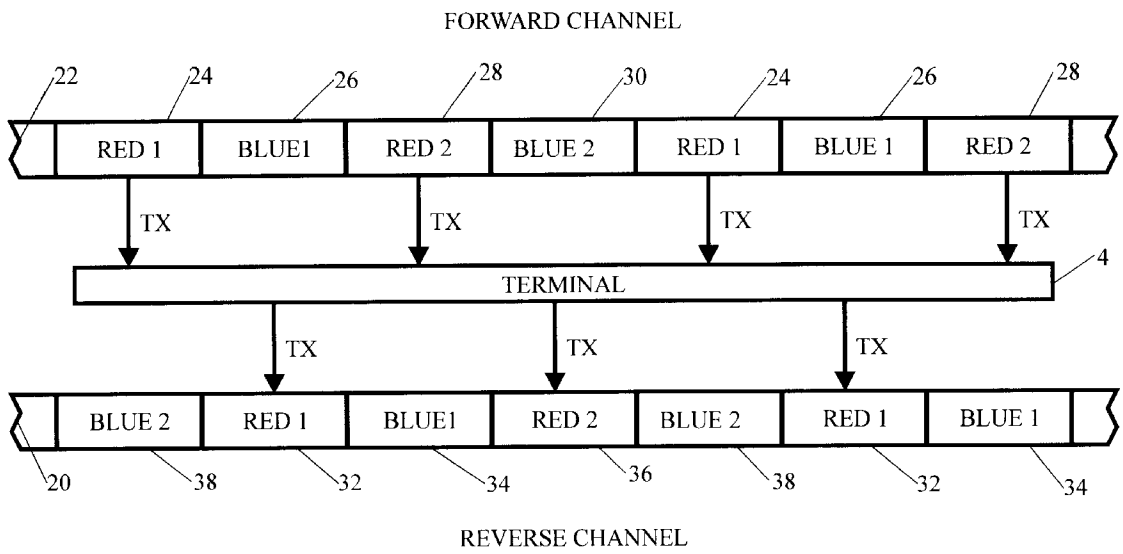 FORWARD CHANNEL
22 24 26 28 30 24 26 28
RED 1 BLUE1 RED 2 BLUE 2 RED 1 BLUE 1 RED 2
TX TX TX TX
4
TERMINAL
TX TX TX
BLUE 2 RED 1 BLUE1 RED 2 BLUE 2 RED 1 BLUE 1
20 38 32 34 36 38 32 34
REVERSE CHANNEL